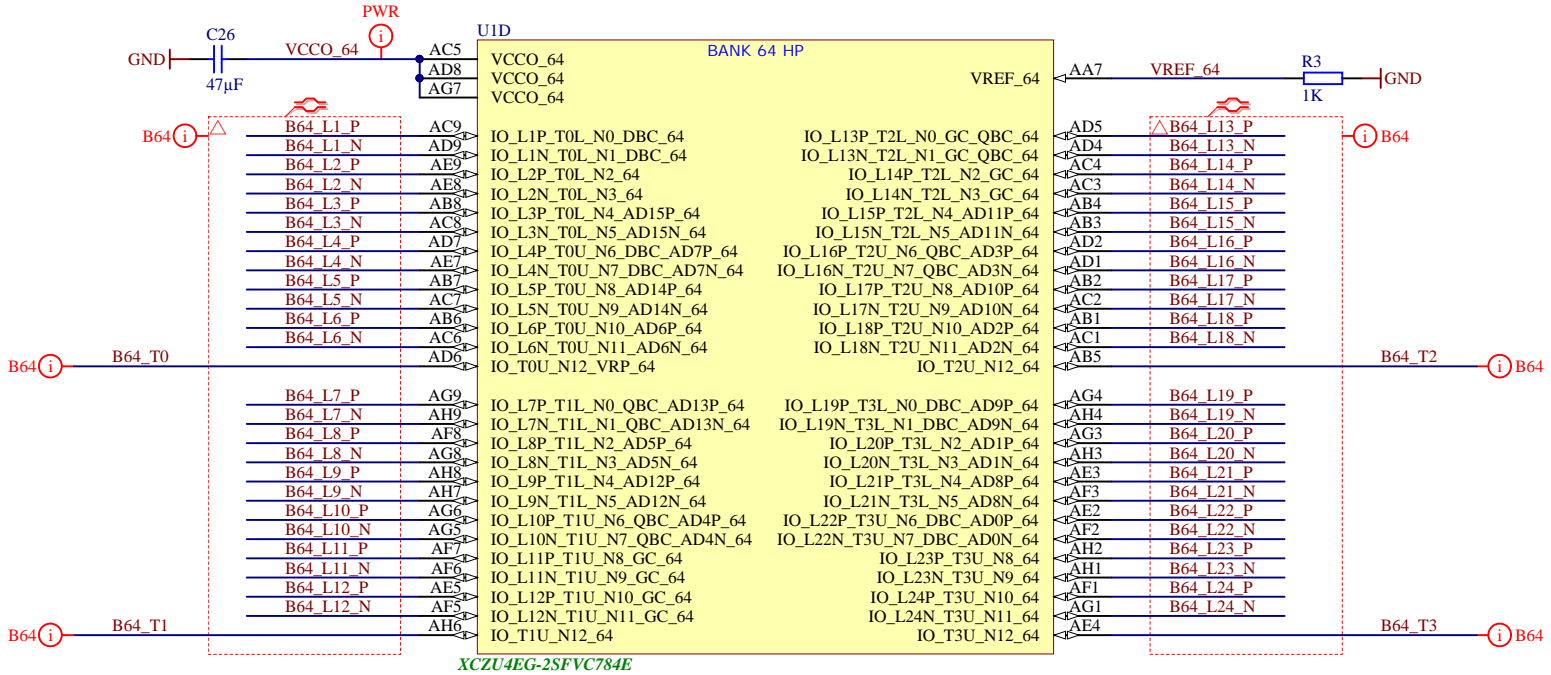 PWR
C26
U1D
GND VCCO_64 AC5 VCCO_64 BANK 64 HP
47µF AD8 VCCO_64 VREF_64 AA7 VREF_64 R3 GND
AG7 VCCO_64 1K
B64 B64_L1_P AC9 IO_L1P_T0L_N0_DBC_64 IO_L13P_T2L_N0_GC_QBC_64 AD5 B64_L13_P B64
B64_L1_N AD9 IO_L1N_T0L_N1_DBC_64 IO_L13N_T2L_N1_GC_QBC_64 AD4 B64_L13_N
B64_L2_P AE9 IO_L2P_T0L_N2_64 IO_L14P_T2L_N2_GC_64 AC4 B64_L14_P
B64_L2_N AE8 IO_L2N_T0L_N3_64 IO_L14N_T2L_N3_GC_64 AC3 B64_L14_N
B64_L3_P AB8 IO_L3P_T0L_N4_AD15P_64 IO_L15P_T2L_N4_AD11P_64 AB4 B64_L15_P
B64_L3_N AC8 IO_L3N_T0L_N5_AD15N_64 IO_L15N_T2L_N5_AD11N_64 AB3 B64_L15_N
B64_L4_P AD7 IO_L4P_T0U_N6_DBC_AD7P_64 IO_L16P_T2U_N6_QBC_AD3P_64 AD2 B64_L16_P
B64_L4_N AE7 IO_L4N_T0U_N7_DBC_AD7N_64 IO_L16N_T2U_N7_QBC_AD3N_64 AD1 B64_L16_N
B64_L5_P AB7 IO_L5P_T0U_N8_AD14P_64 IO_L17P_T2U_N8_AD10P_64 AB2 B64_L17_P
B64_L5_N AC7 IO_L5N_T0U_N9_AD14N_64 IO_L17N_T2U_N9_AD10N_64 AC2 B64_L17_N
B64_L6_P AB6 IO_L6P_T0U_N10_AD6P_64 IO_L18P_T2U_N10_AD2P_64 AB1 B64_L18_P
B64_L6_N AC6 IO_L6N_T0U_N11_AD6N_64 IO_L18N_T2U_N11_AD2N_64 AC1 B64_L18_N
B64 B64_T0 AD6 IO_T0U_N12_VRP_64 IO_T2U_N12_64 AB5 B64_T2 B64
B64_L7_P AG9 IO_L7P_T1L_N0_QBC_AD13P_64 IO_L19P_T3L_N0_DBC_AD9P_64 AG4 B64_L19_P
B64_L7_N AH9 IO_L7N_T1L_N1_QBC_AD13N_64 IO_L19N_T3L_N1_DBC_AD9N_64 AH4 B64_L19_N
B64_L8_P AF8 IO_L8P_T1L_N2_AD5P_64 IO_L20P_T3L_N2_AD1P_64 AG3 B64_L20_P
B64_L8_N AG8 IO_L8N_T1L_N3_AD5N_64 IO_L20N_T3L_N3_AD1N_64 AH3 B64_L20_N
B64_L9_P AH8 IO_L9P_T1L_N4_AD12P_64 IO_L21P_T3L_N4_AD8P_64 AE3 B64_L21_P
B64_L9_N AH7 IO_L9N_T1L_N5_AD12N_64 IO_L21N_T3L_N5_AD8N_64 AF3 B64_L21_N
B64_L10_P AG6 IO_L10P_T1U_N6_QBC_AD4P_64 IO_L22P_T3U_N6_DBC_AD0P_64 AE2 B64_L22_P
B64_L10_N AG5 IO_L10N_T1U_N7_QBC_AD4N_64 IO_L22N_T3U_N7_DBC_AD0N_64 AF2 B64_L22_N
B64_L11_P AF7 IO_L11P_T1U_N8_GC_64 IO_L23P_T3U_N8_64 AH2 B64_L23_P
B64_L11_N AF6 IO_L11N_T1U_N9_GC_64 IO_L23N_T3U_N9_64 AH1 B64_L23_N
B64_L12_P AE5 IO_L12P_T1U_N10_GC_64 IO_L24P_T3U_N10_64 AF1 B64_L24_P
B64_L12_N AF5 IO_L12N_T1U_N11_GC_64 IO_L24N_T3U_N11_64 AG1 B64_L24_N
B64 B64_T1 AH6 IO_T1U_N12_64 IO_T3U_N12_64 AE4 B64_T3 B64
XCZU4EG-2SFVC784E